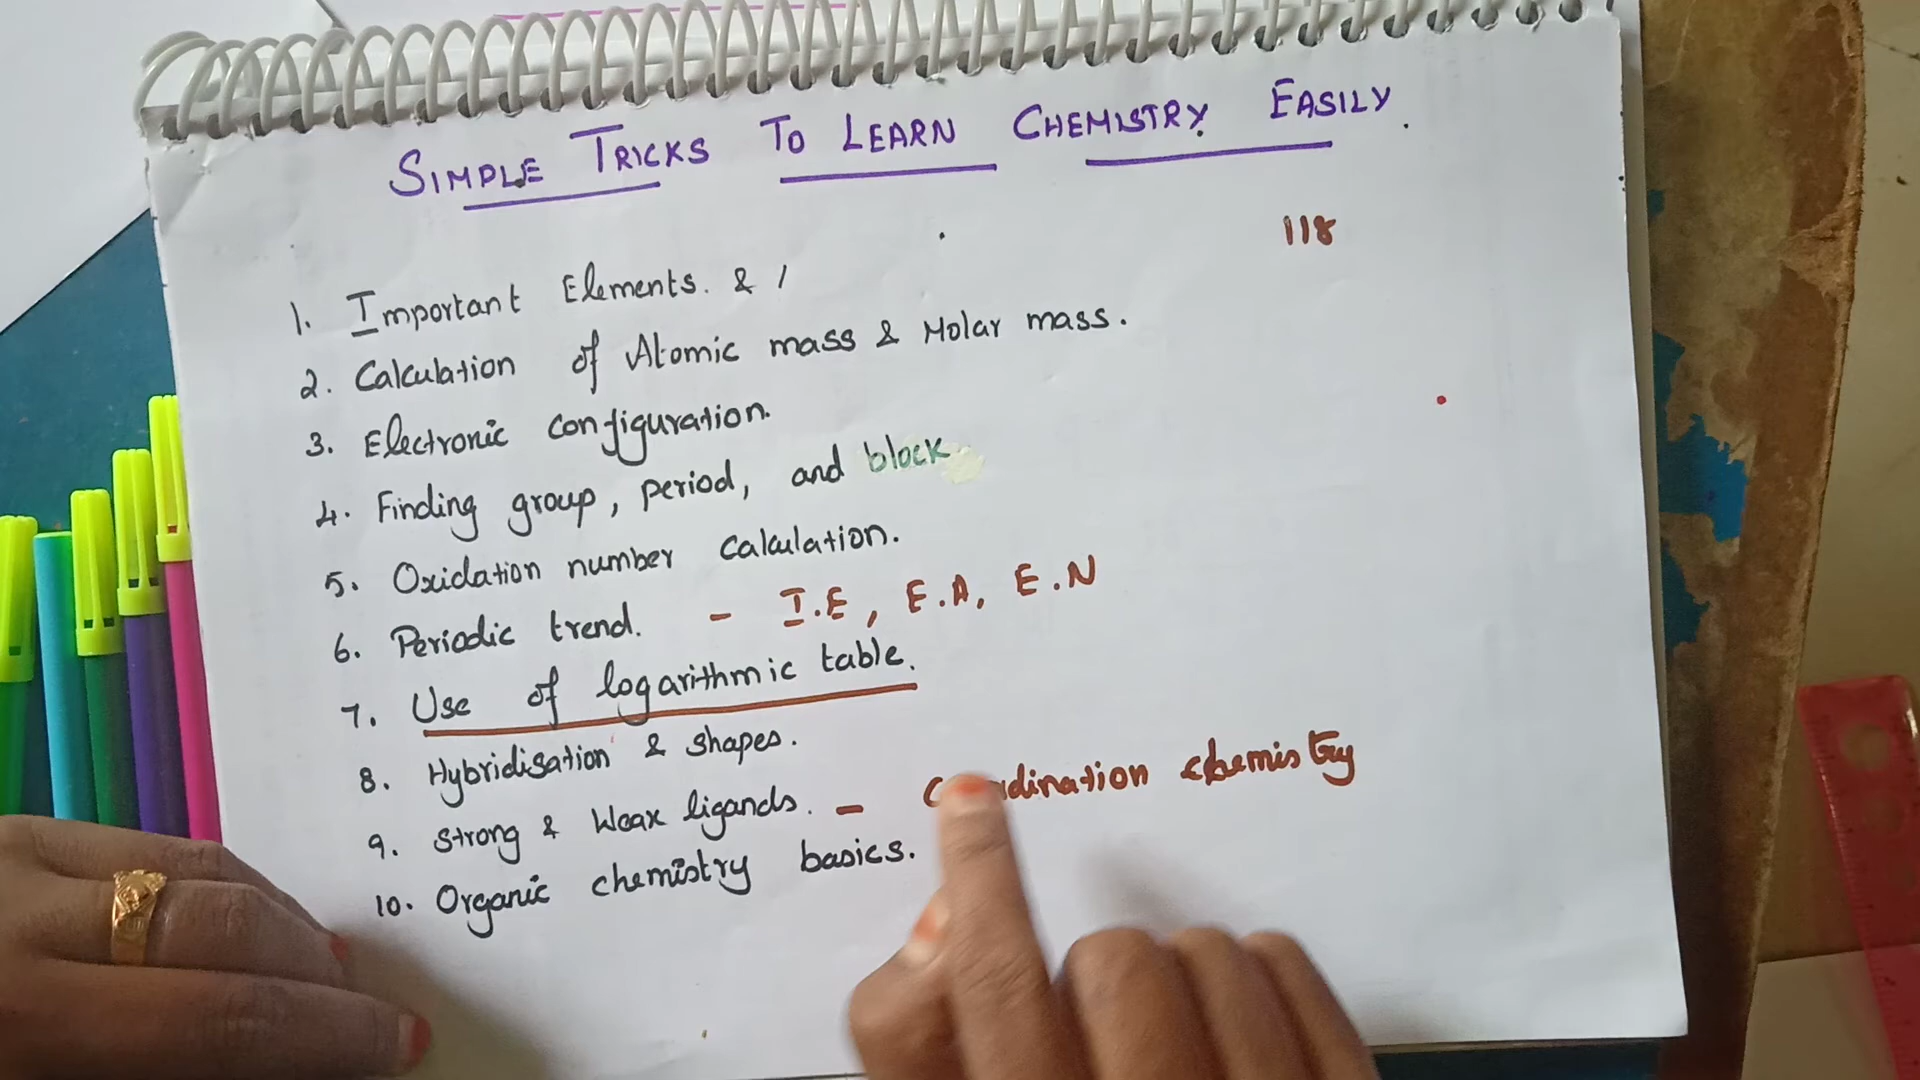 SIMPLE TRICKS TO LEARN CHEMISTRY EASILY.
118
1. Important Elements. & /
2. Calculation of Atomic mass & Molar mass.
3. Electronic configuration.
4. Finding group, period, and block
5. Oxidation number calculation.
6. Periodic trend. - I.E, E.A, E.N
7. Use of logarithmic table.
8. Hybridisation & shapes.
9. Strong & Weak ligands. - chemistry
10. Organic chemistry basics.